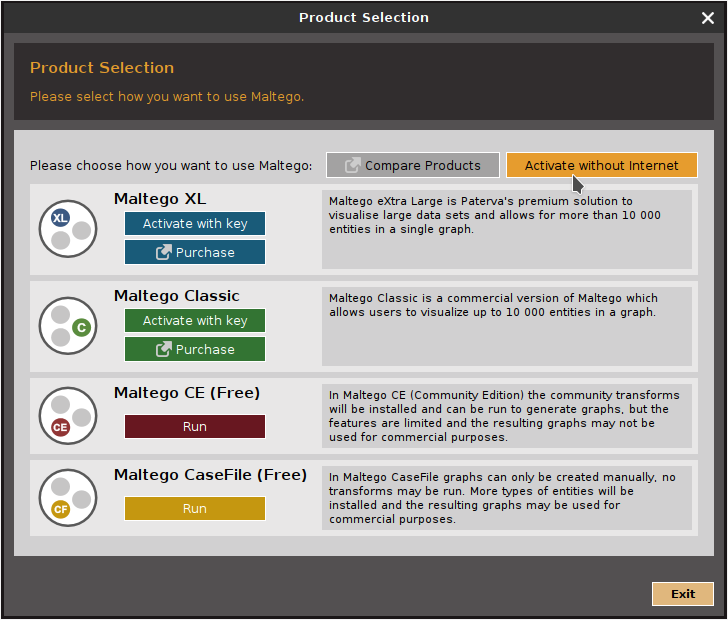 Product Selection
Product Selection
Please select how you want to use Maltego.
Please choose how you want to use Maltego:
Compare Products
Activate without Internet
XL
Maltego XL
Activate with key
Purchase
Maltego eXtra Large is Paterva's premium solution to
visualise large data sets and allows for more than 10 000
entities in a single graph.
C
Maltego Classic
Activate with key
Purchase
Maltego Classic is a commercial version of Maltego which
allows users to visualize up to 10 000 entities in a graph.
CE
Maltego CE (Free)
Run
In Maltego CE (Community Edition) the community transforms
will be installed and can be run to generate graphs, but the
features are limited and the resulting graphs may not be
used for commercial purposes.
CF
Maltego CaseFile (Free)
Run
In Maltego CaseFile graphs can only be created manually, no
transforms may be run. More types of entities will be
installed and the resulting graphs may be used for
commercial purposes.
Exit